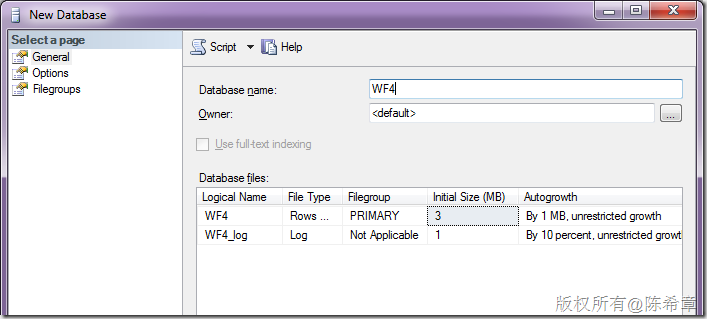 New Database
Select a page
General
Options
Filegroups
Script Help
Database name: WF4
Owner: <default> ...
Use full-text indexing
Database files:
Logical Name File Type Filegroup Initial Size (MB) Autogrowth
WF4 Rows ... PRIMARY 3 By 1 MB, unrestricted growth
WF4_log Log Not Applicable 1 By 10 percent, unrestricted growt
版权所有@陈希章